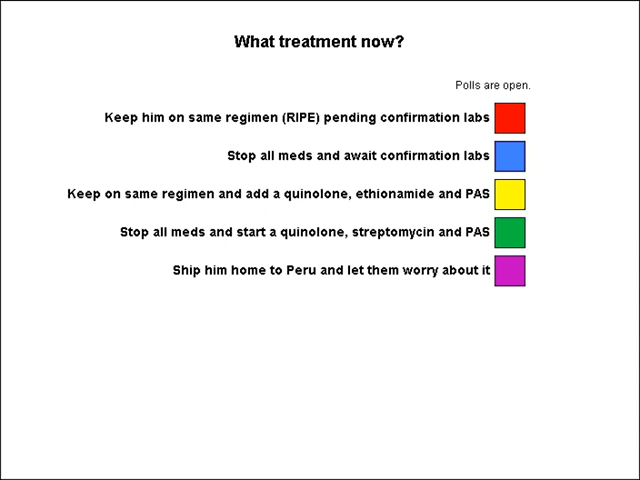 What treatment now?
Polls are open.
Keep him on same regimen (RIPE) pending confirmation labs
Stop all meds and await confirmation labs
Keep on same regimen and add a quinolone, ethionamide and PAS
Stop all meds and start a quinolone, streptomycin and PAS
Ship him home to Peru and let them worry about it